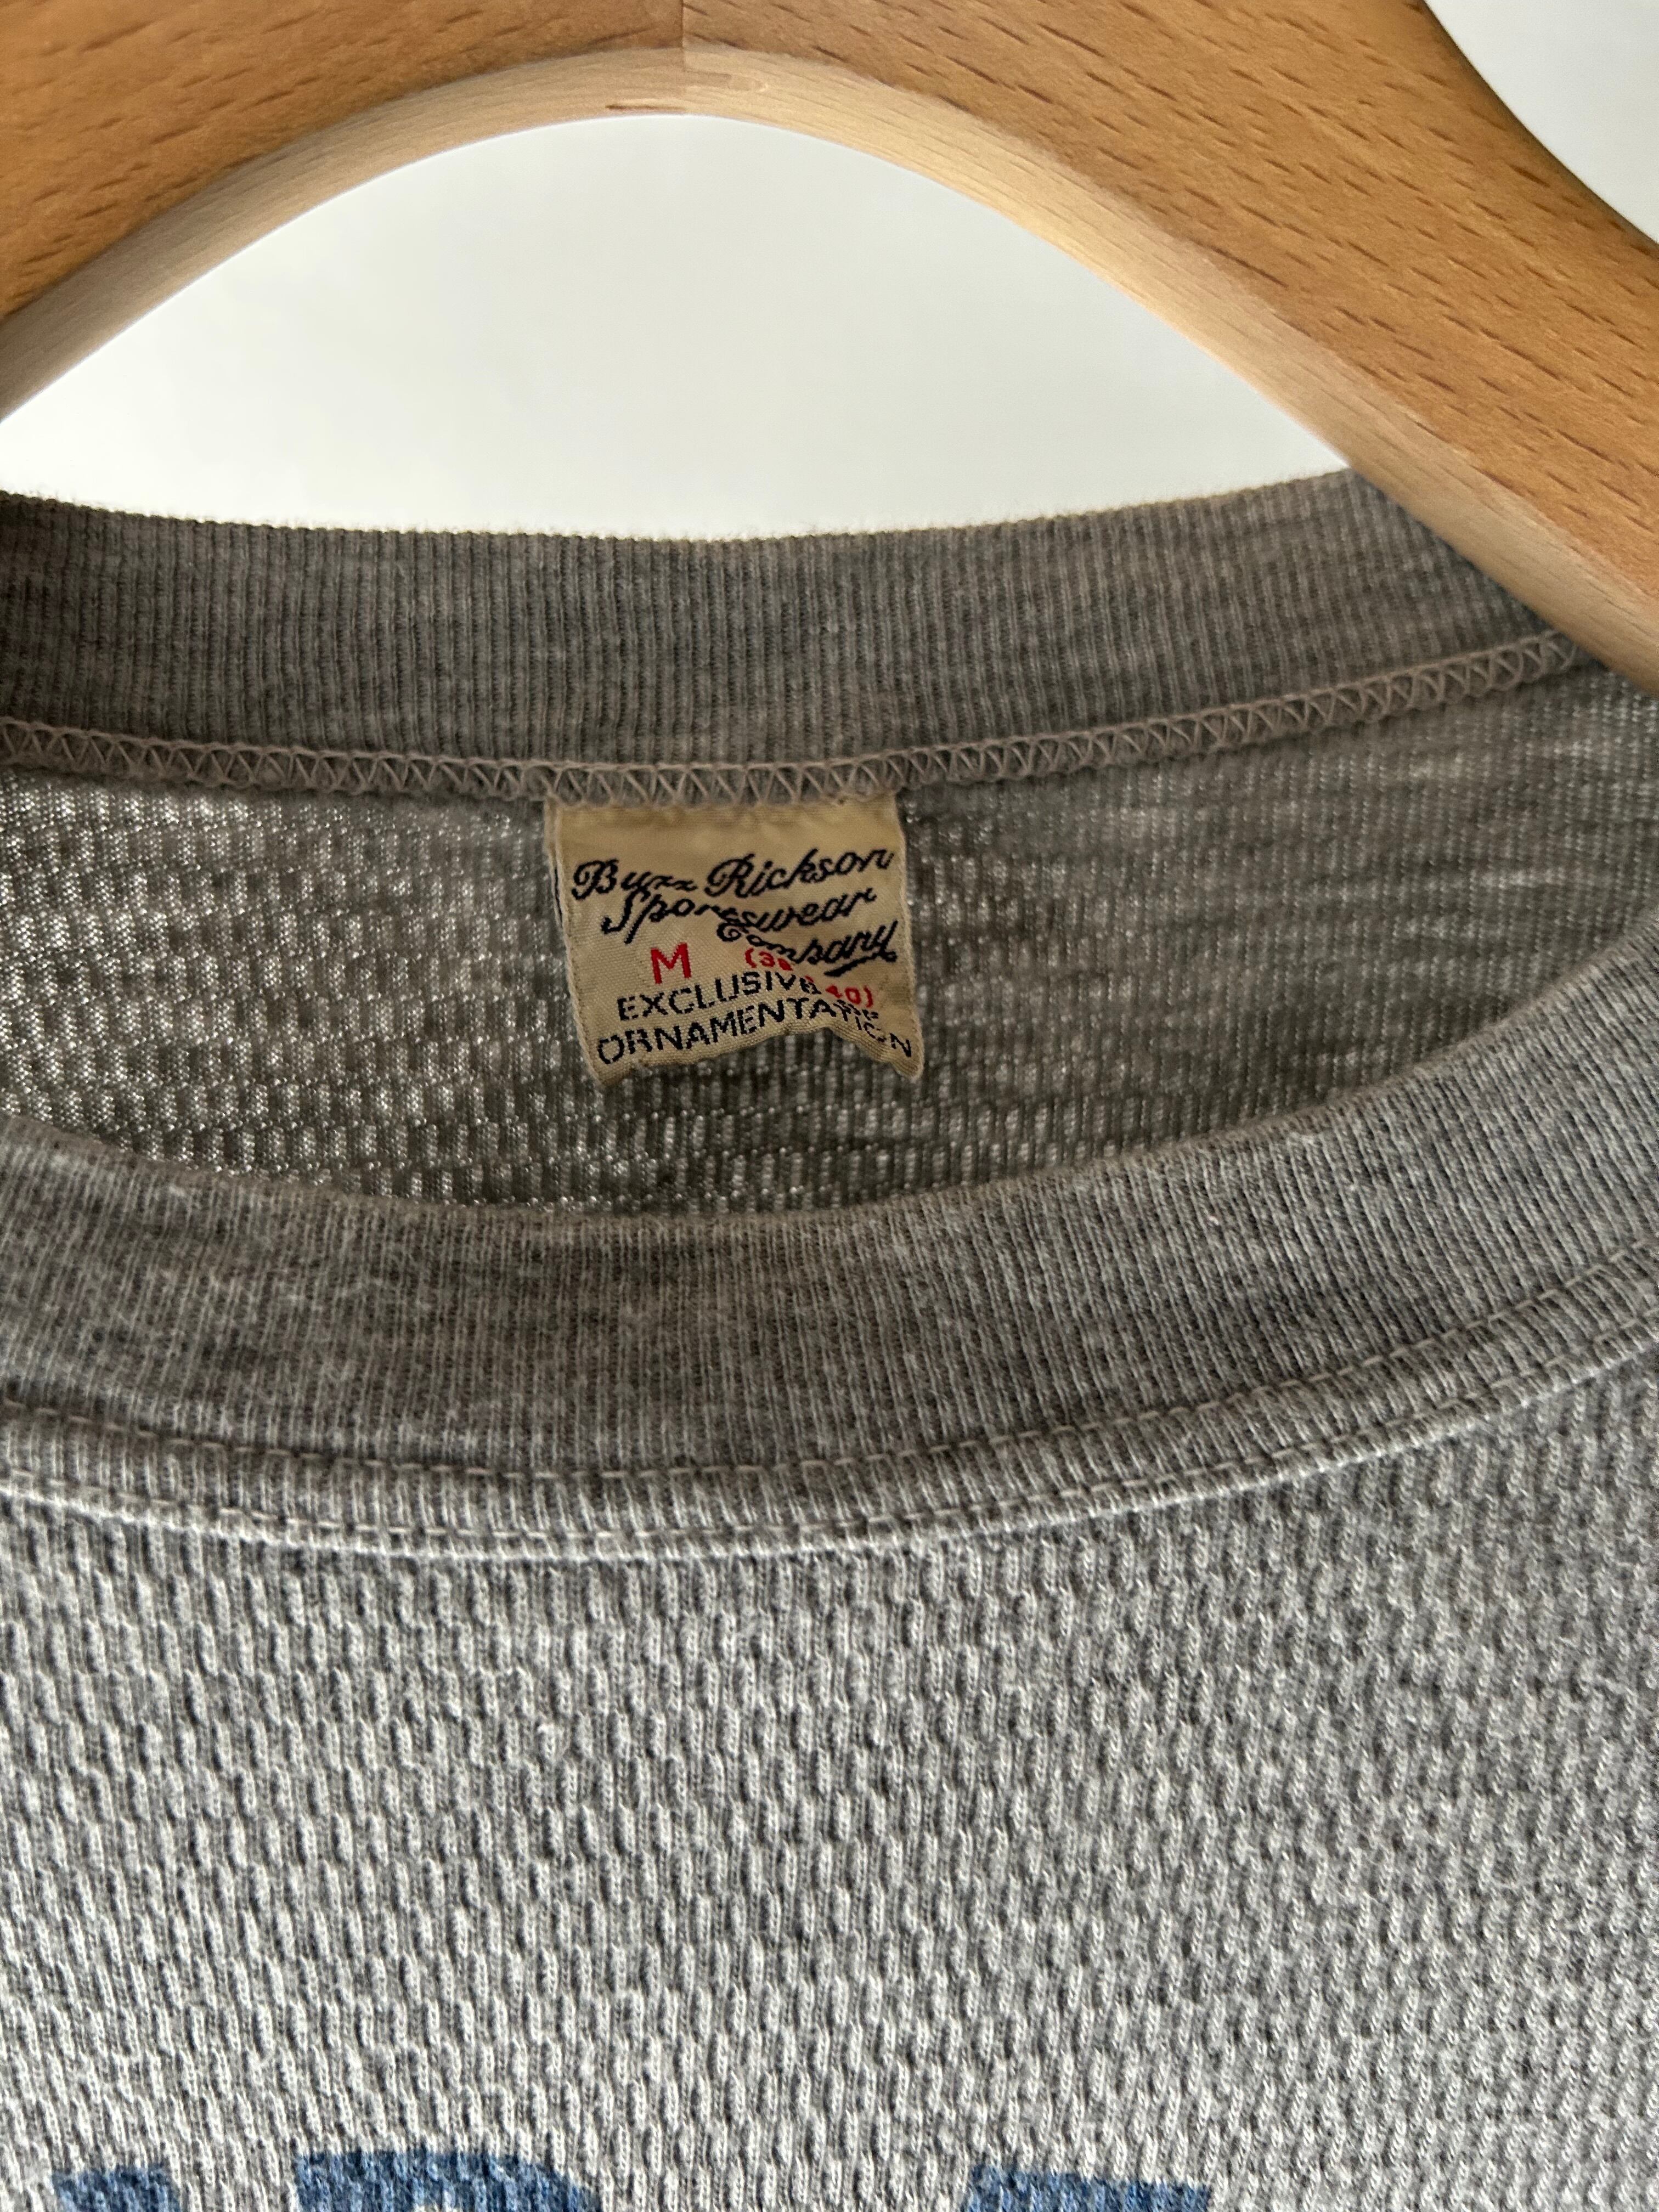 Buzz Rickson
Sportswear
Company
M (38 40)
EXCLUSIVE
ORNAMENTATION